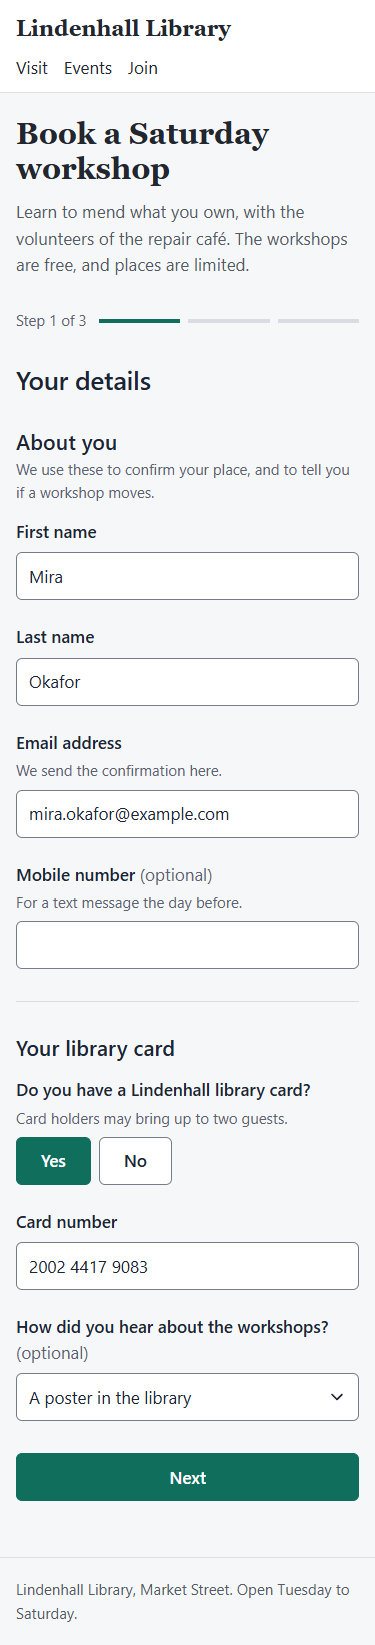 Lindenhall Library
Visit Events Join
Book a Saturday
workshop
Learn to mend what you own, with the
volunteers of the repair café. The workshops
are free, and places are limited.
Step 1 of 3
Your details
About you
We use these to confirm your place, and to tell you
if a workshop moves.
First name
Mira
Last name
Okafor
Email address
We send the confirmation here.
mira.okafor@example.com
Mobile number (optional)
For a text message the day before.
Your library card
Do you have a Lindenhall library card?
Card holders may bring up to two guests.
Yes No
Card number
2002 4417 9083
How did you hear about the workshops?
(optional)
A poster in the library
Next
Lindenhall Library, Market Street. Open Tuesday to
Saturday.